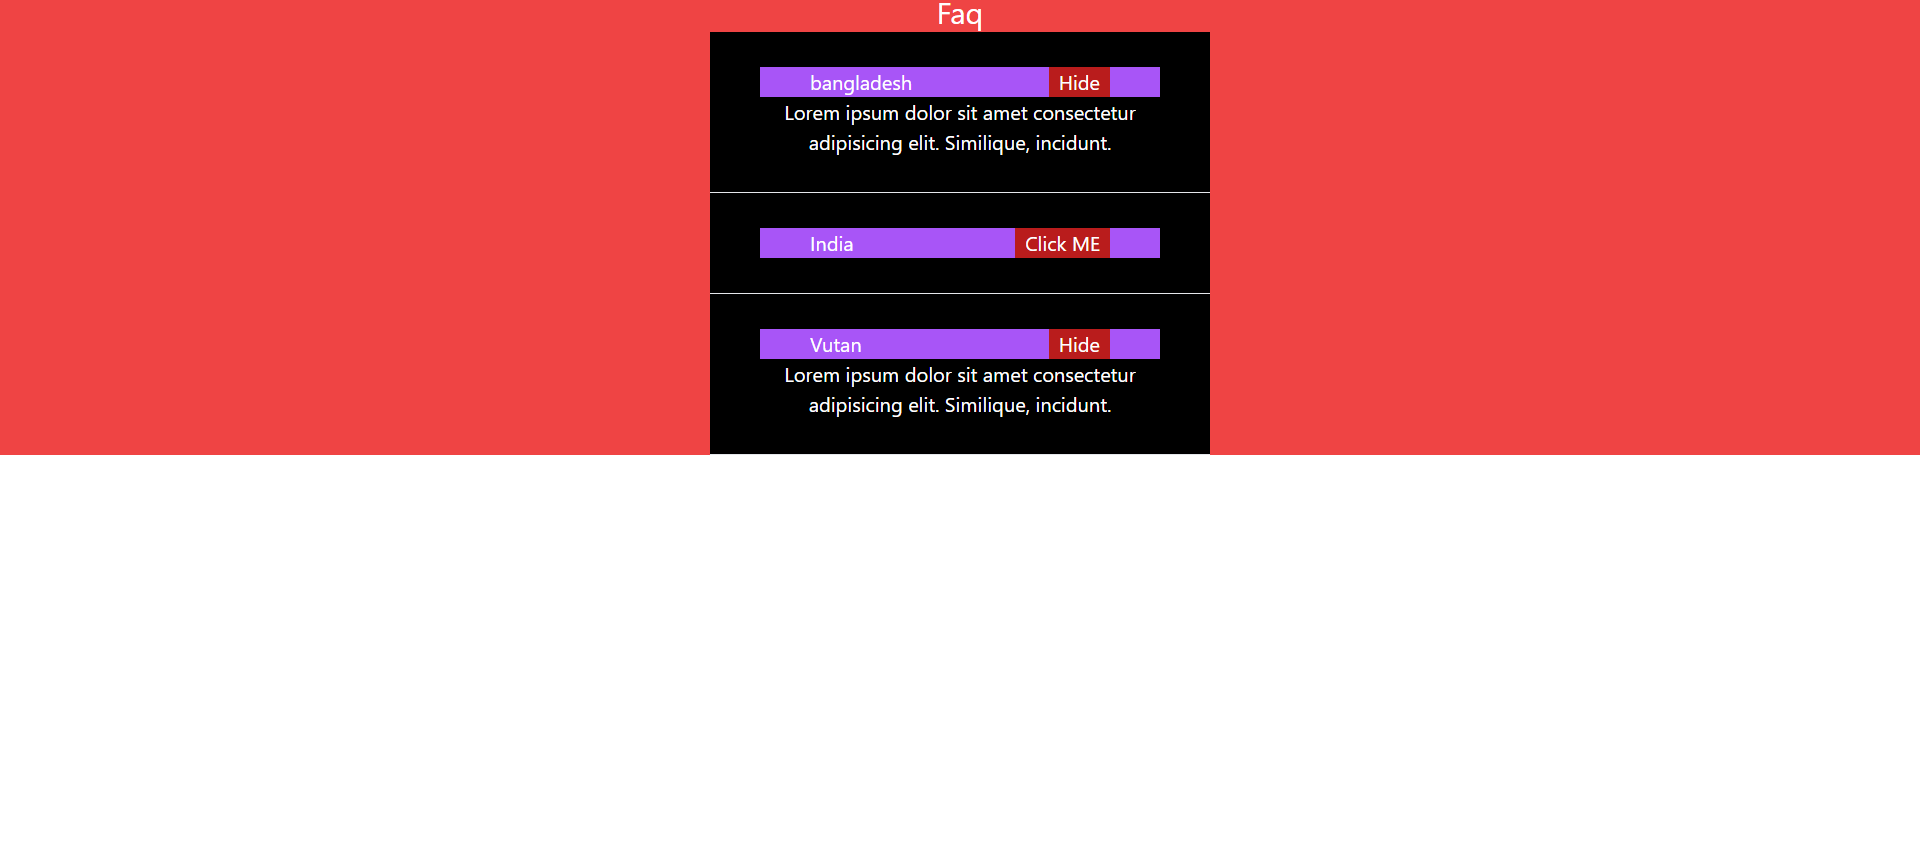 Faq
bangladesh Hide
Lorem ipsum dolor sit amet consectetur
adipisicing elit. Similique, incidunt.
India Click ME
Vutan Hide
Lorem ipsum dolor sit amet consectetur
adipisicing elit. Similique, incidunt.